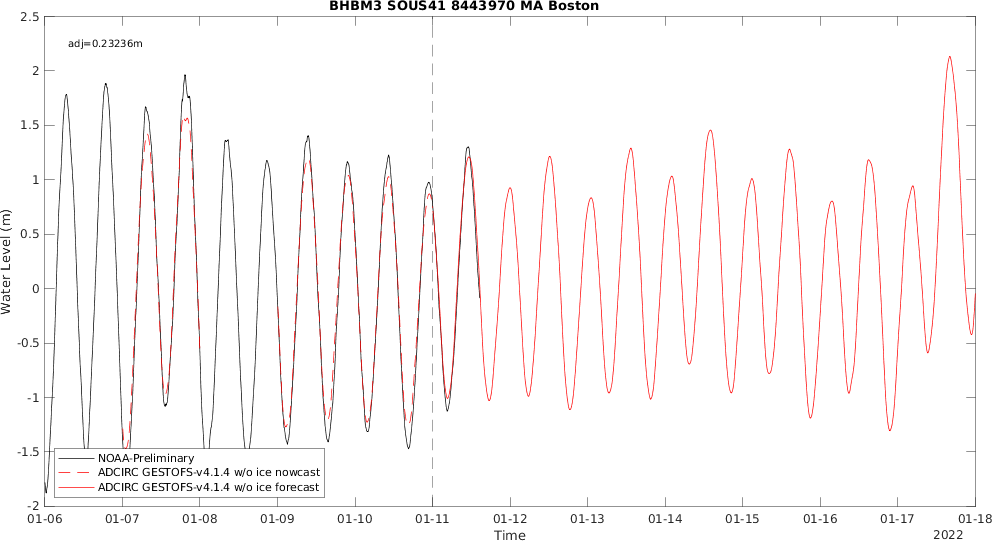 BHBM3 SOUS41 8443970 MA Boston
adj=0.23236m
Water Level (m)
2.5
2
1.5
1
0.5
0
-0.5
-1
-1.5
-2
NOAA-Preliminary
ADCIRC GESTOFS-v4.1.4 w/o ice nowcast
ADCIRC GESTOFS-v4.1.4 w/o ice forecast
01-06 01-07 01-08 01-09 01-10 01-11 01-12 01-13 01-14 01-15 01-16 01-17 01-18
Time
2022